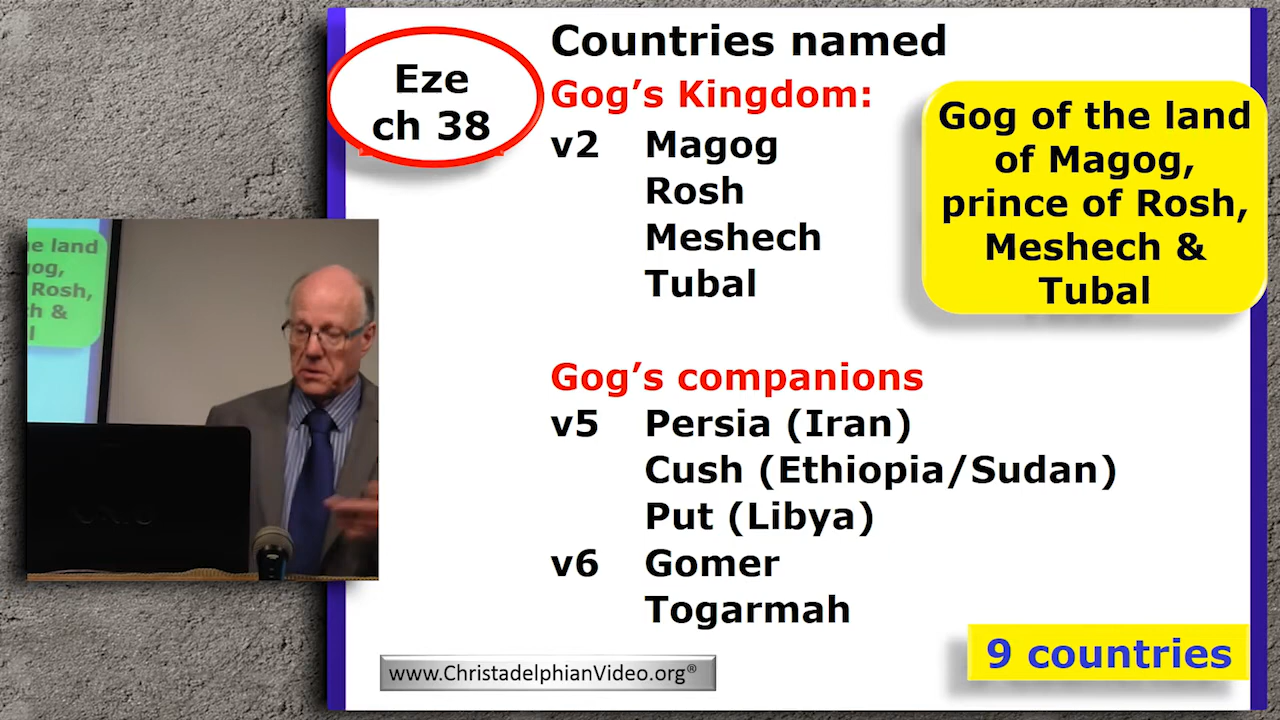 Countries named
Eze
ch 38
Gog’s Kingdom:
v2 Magog
Rosh
Meshech
Tubal
Gog of the land
of Magog,
prince of Rosh,
Meshech &
Tubal
Gog’s companions
v5 Persia (Iran)
Cush (Ethiopia/Sudan)
Put (Libya)
v6 Gomer
Togarmah
9 countries
www.ChristadelphianVideo.org®
land
Rosh,
&